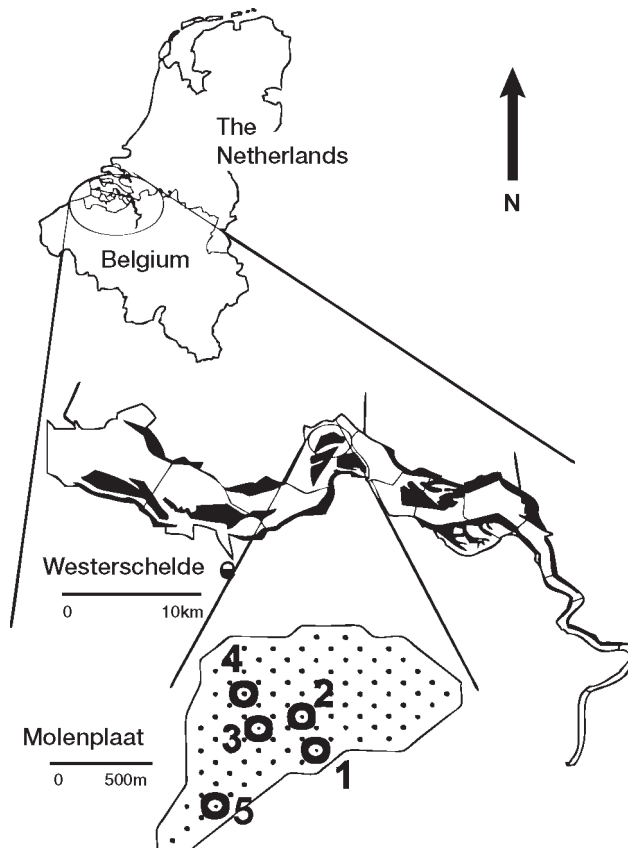 The
Netherlands
N
Belgium
Westerschelde
0 10km
4
2
3
Molenplaat
1
0 500m
5